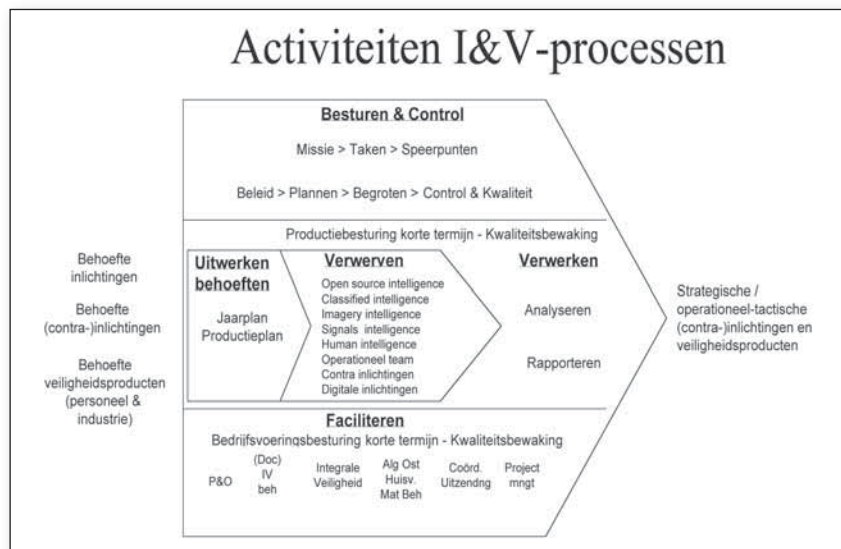 Activiteiten I&V-processen
Besturen & Control
Missie > Taken > Speerpunten
Beleid > Plannen > Begroten > Control & Kwaliteit
Productiebesturing korte termijn - Kwaliteitsbewaking
Behoefte
inlichtingen
Behoefte
(contra-)inlichtingen
Behoefte
veiligheidsproducten
(personeel &
industrie)
Uitwerken
behoeften
Jaarplan
Productieplan
Verwerven
Open source intelligence
Classified intelligence
Imagery intelligence
Signals intelligence
Human intelligence
Operationeel team
Contra inlichtingen
Digitale inlichtingen
Verwerken
Analyseren
Rapporteren
Strategische /
operationeel-tactische
(contra-)inlichtingen en
veiligheidsproducten
Faciliteren
Bedrijfsvoeringsbesturing korte termijn - Kwaliteitsbewaking
P&O
(Doc)
IV
beh
Integrale
Veiligheid
Alg Ost
Huisv.
Mat Beh
Coörd.
Uitzendng
Project
mngt